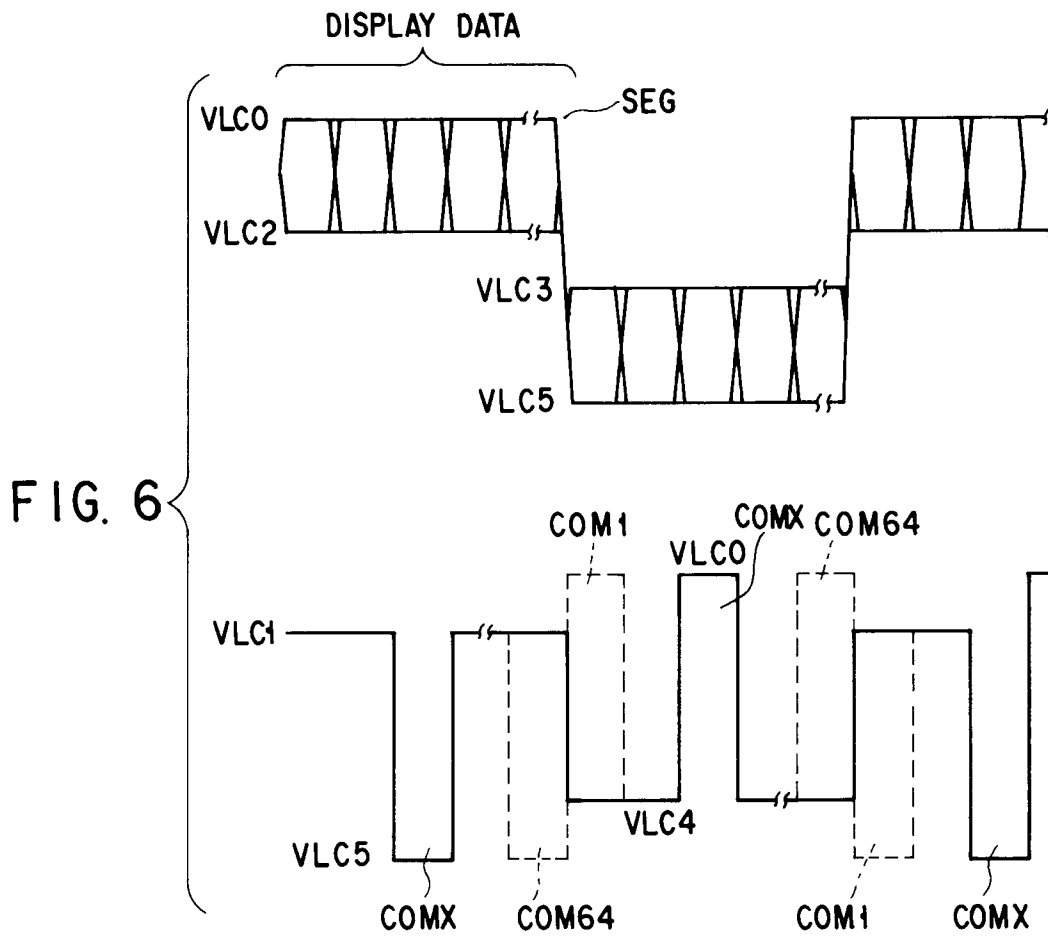 DISPLAY DATA
SEG
VLC0
VLC2
VLC3
VLC5
FIG. 6
COM1
COMX
COM64
VLC0
VLC1
VLC4
VLC5
COMX
COM64
COM1
COMX